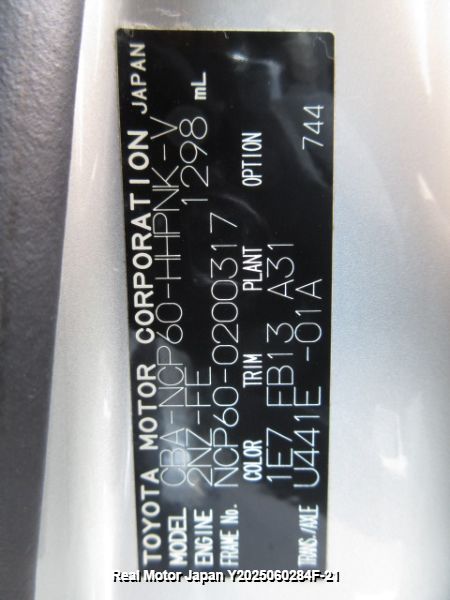 TOYOTA MOTOR CORPORATION JAPAN
MODEL CBA-NCP60-HHPNK-V
ENGINE 2NZ-FE 1298 mL
FRAME No. NCP60-0200317
COLOR TRIM PLANT OPTION
1E7 FB13 A31
TRANS./AXLE U441E -01A 744
Real Motor Japan Y2025060284F-21